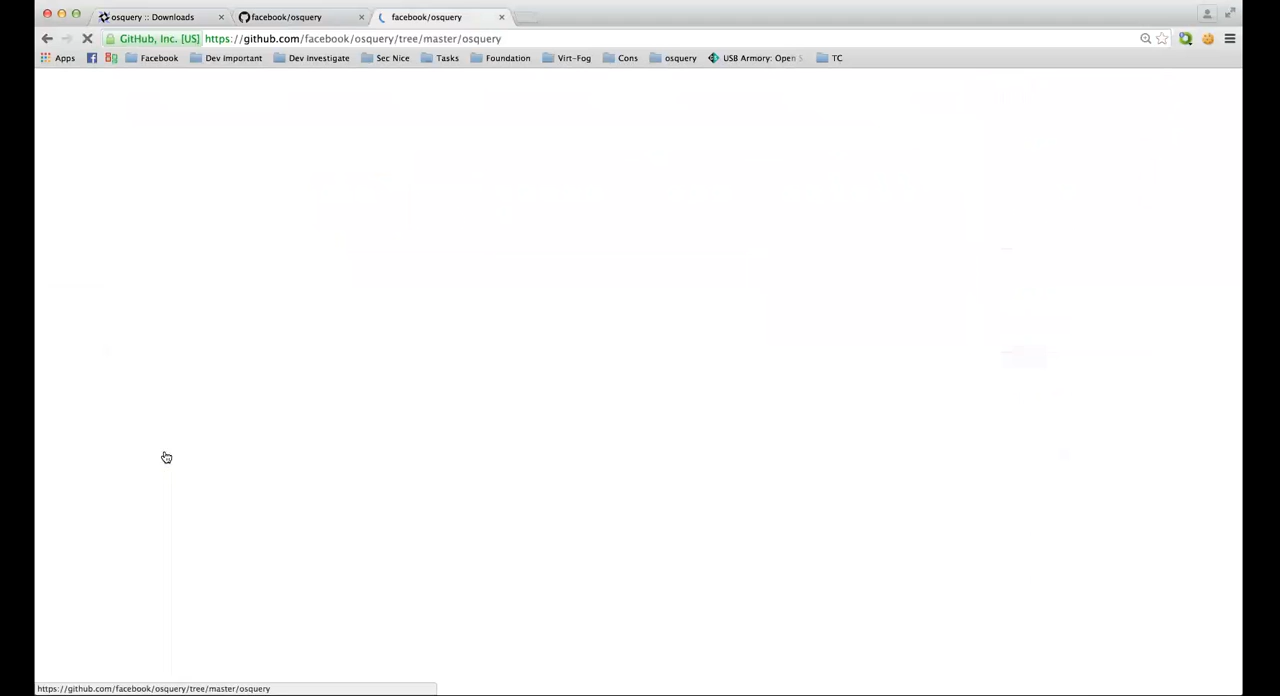 osquery :: Downloads
facebook/osquery
facebook/osquery
GitHub, Inc. [US] https://github.com/facebook/osquery/tree/master/osquery
Apps Facebook Dev Important Dev Investigate Sec Nice Tasks Foundation Virt-Fog Cons osquery USB Armory: Open S TC
https://github.com/facebook/osquery/tree/master/osquery